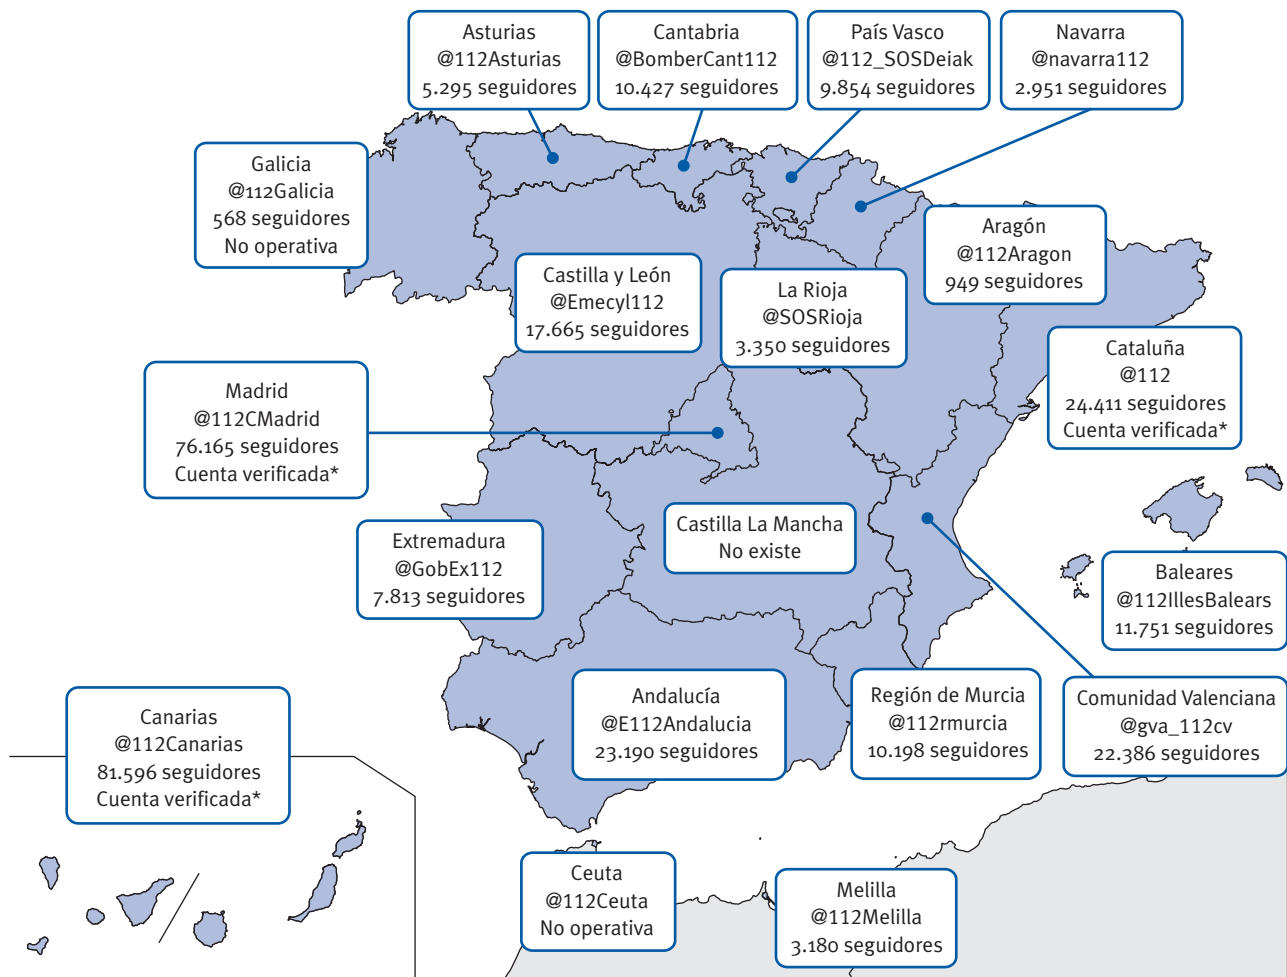 Asturias
@112Asturias
5.295 seguidores
Cantabria
@BomberCant112
10.427 seguidores
País Vasco
@112_SOSDeiak
9.854 seguidores
Navarra
@navarra112
2.951 seguidores
Galicia
@112Galicia
568 seguidores
No operativa
Aragón
@112Aragon
949 seguidores
Castilla y León
@Emecyl112
17.665 seguidores
La Rioja
@SOSRioja
3.350 seguidores
Cataluña
@112
24.411 seguidores
Cuenta verificada*
Madrid
@112CMadrid
76.165 seguidores
Cuenta verificada*
Castilla La Mancha
No existe
Extremadura
@GobEx112
7.813 seguidores
Baleares
@112IllesBalears
11.751 seguidores
Andalucía
@E112Andalucia
23.190 seguidores
Región de Murcia
@112rmurcia
10.198 seguidores
Comunidad Valenciana
@gva_112cv
22.386 seguidores
Canarias
@112Canarias
81.596 seguidores
Cuenta verificada*
Ceuta
@112Ceuta
No operativa
Melilla
@112Melilla
3.180 seguidores